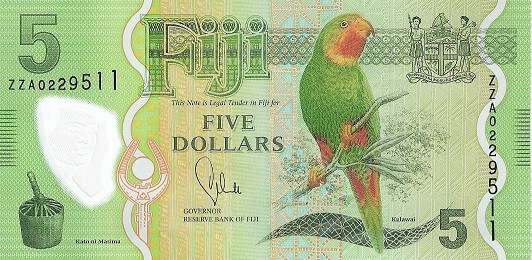 5
Fiji
ZZA0229511
This Note is Legal Tender in Fiji for
FIVE
DOLLARS
GOVERNOR
RESERVE BANK OF FIJI
Kato ni Masima
Kulawai
5
ZZA0229511